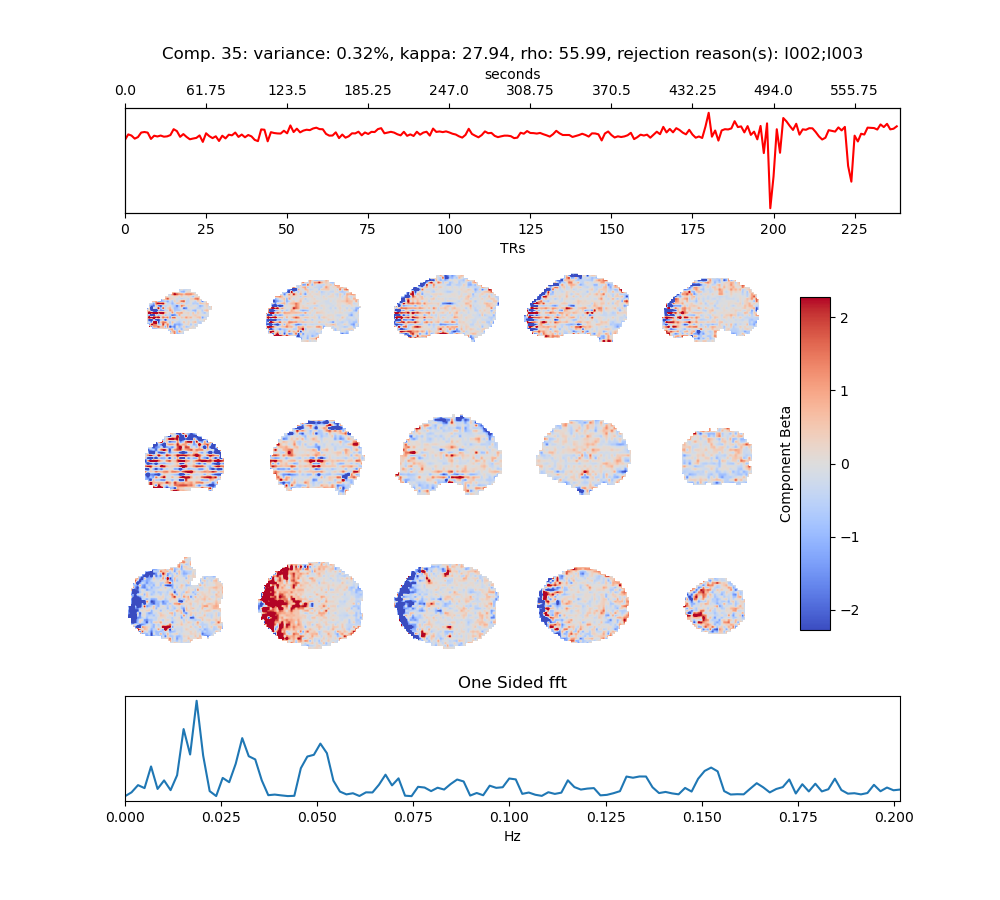 Comp. 35: variance: 0.32%, kappa: 27.94, rho: 55.99, rejection reason(s): I002;I003
seconds
0.0 61.75 123.5 185.25 247.0 308.75 370.5 432.25 494.0 555.75
0 25 50 75 100 125 150 175 200 225
TRs
2
1
0
−1
−2
Component Beta
One Sided fft
0.000 0.025 0.050 0.075 0.100 0.125 0.150 0.175 0.200
Hz